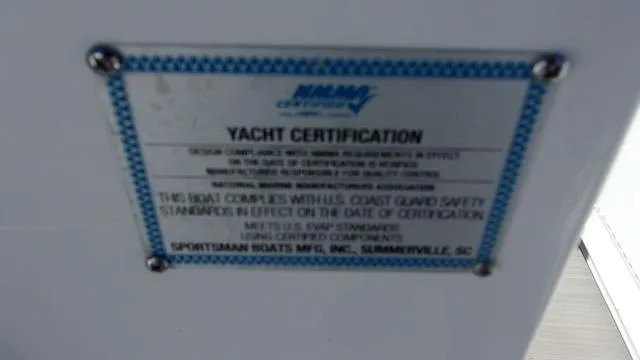 NMMA
CERTIFIED
YACHT CERTIFICATION
DESIGN COMPLIANCE WITH NMMA REQUIREMENTS IN EFFECT
ON THE DATE OF CERTIFICATION IS VERIFIED.
MANUFACTURER RESPONSIBLE FOR QUALITY CONTROL
NATIONAL MARINE MANUFACTURERS ASSOCIATION
THIS BOAT COMPLIES WITH U.S. COAST GUARD SAFETY
STANDARDS IN EFFECT ON THE DATE OF CERTIFICATION
MEETS U.S. EVAP STANDARDS
USING CERTIFIED COMPONENTS
SPORTSMAN BOATS MFG, INC., SUMMERVILLE, SC